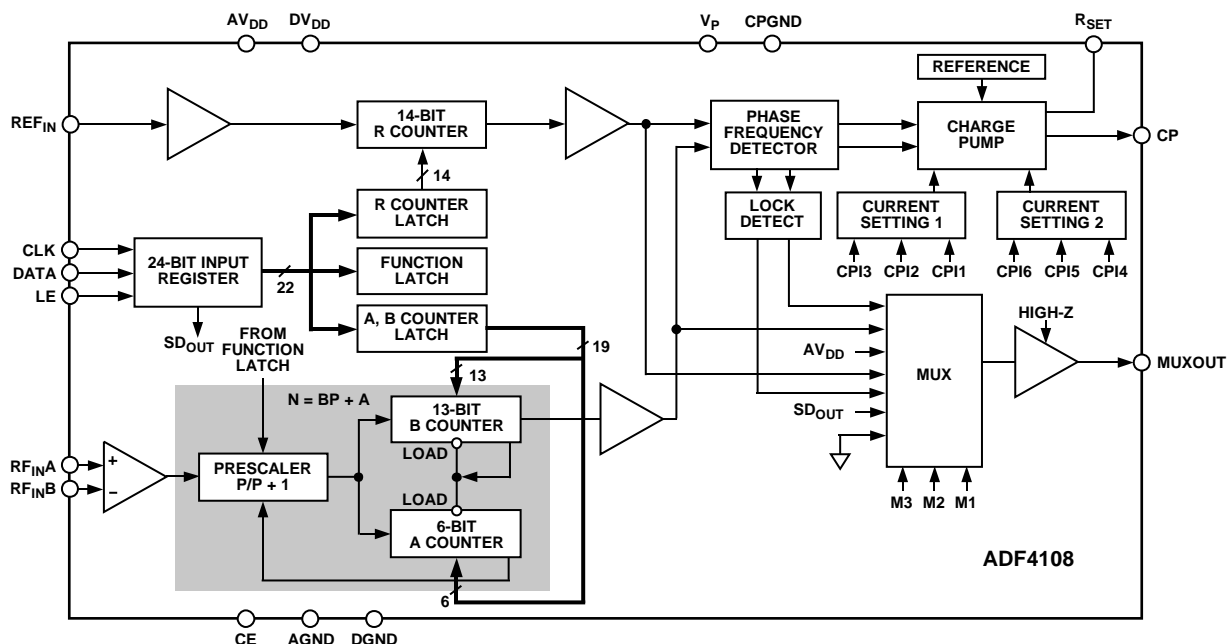 AVDD
DVDD
VP
CPGND
RSET
REFERENCE
REFIN
14-BIT
R COUNTER
PHASE
FREQUENCY
DETECTOR
CHARGE
PUMP
CP
14
R COUNTER
LATCH
LOCK
DETECT
CURRENT
SETTING 1
CURRENT
SETTING 2
CPI3
CPI2
CPI1
CPI6
CPI5
CPI4
CLK
DATA
LE
24-BIT INPUT
REGISTER
22
FUNCTION
LATCH
SDOUT
A, B COUNTER
LATCH
19
FROM
FUNCTION
LATCH
13
N = BP + A
13-BIT
B COUNTER
LOAD
RFINA
RFINB
+
−
PRESCALER
P/P + 1
LOAD
6-BIT
A COUNTER
6
AVDD
SDOUT
MUX
HIGH-Z
MUXOUT
M3
M2
M1
ADF4108
CE
AGND
DGND